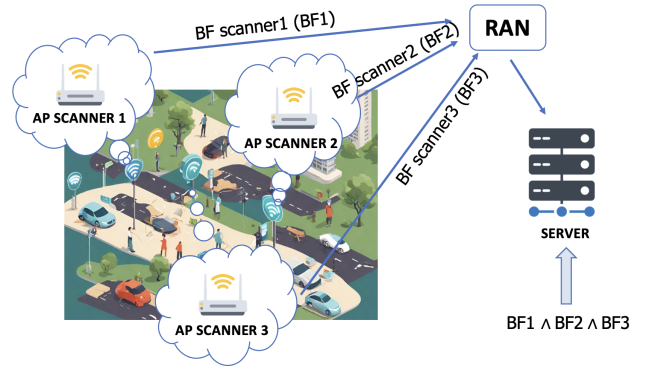 BF scanner1 (BF1)
RAN
BF scanner2 (BF2)
BF scanner3 (BF3)
AP SCANNER 1
AP SCANNER 2
AP SCANNER 3
SERVER
BF1 ∧ BF2 ∧ BF3